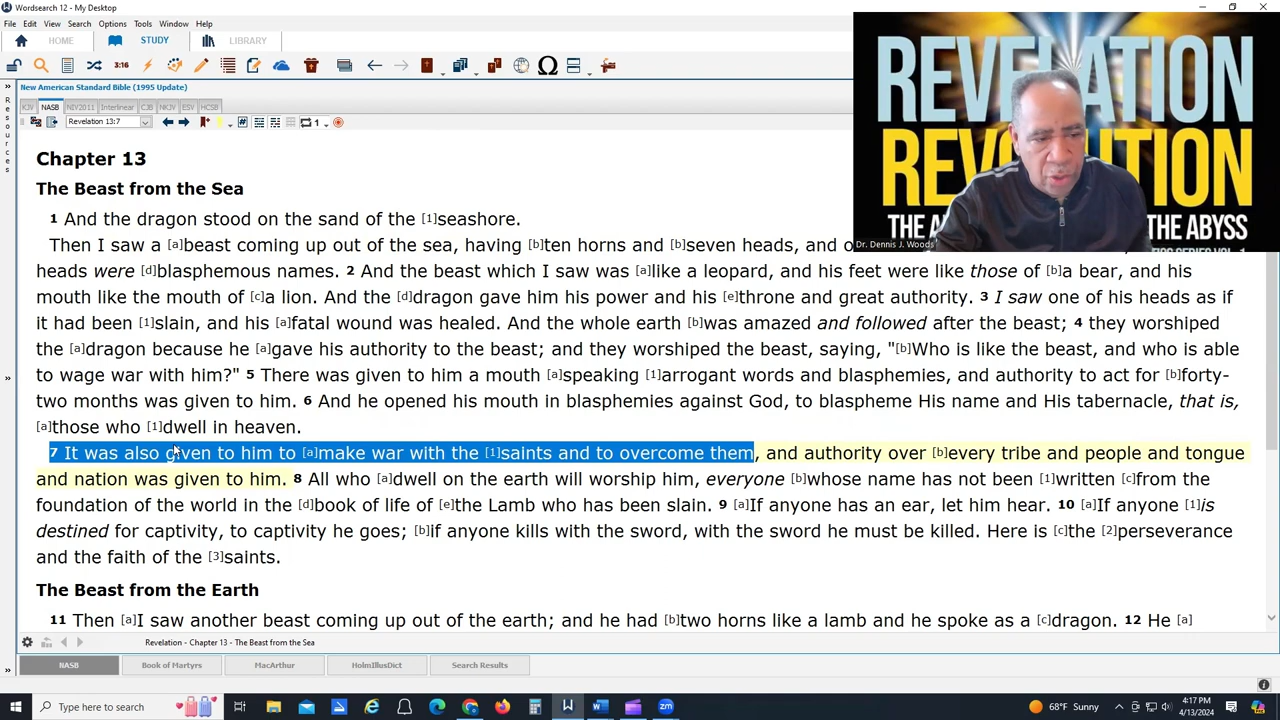 Wordsearch 12 - My Desktop
File Edit View Search Options Tools Window Help
HOME STUDY LIBRARY
3:16
New American Standard Bible (1995 Update)
KJV NASB NIV2011 Interlinear CJB NKJV ESV HCSB
Revelation 13:7
1
Resources
Chapter 13
The Beast from the Sea
1 And the dragon stood on the sand of the [1]seashore.
Then I saw a [a]beast coming up out of the sea, having [b]ten horns and [b]seven heads, and o
heads were [d]blasphemous names. 2 And the beast which I saw was [a]like a leopard, and his feet were like those of [b]a bear, and his
mouth like the mouth of [c]a lion. And the [d]dragon gave him his power and his [e]throne and great authority. 3 I saw one of his heads as if
it had been [1]slain, and his [a]fatal wound was healed. And the whole earth [b]was amazed and followed after the beast; 4 they worshiped
the [a]dragon because he [a]gave his authority to the beast; and they worshiped the beast, saying, "[b]Who is like the beast, and who is able
to wage war with him?" 5 There was given to him a mouth [a]speaking [1]arrogant words and blasphemies, and authority to act for [b]forty-
two months was given to him. 6 And he opened his mouth in blasphemies against God, to blaspheme His name and His tabernacle, that is,
[a]those who [1]dwell in heaven.
7 It was also given to him to [a]make war with the [1]saints and to overcome them, and authority over [b]every tribe and people and tongue
and nation was given to him. 8 All who [a]dwell on the earth will worship him, everyone [b]whose name has not been [1]written [c]from the
foundation of the world in the [d]book of life of [e]the Lamb who has been slain. 9 [a]If anyone has an ear, let him hear. 10 [a]If anyone [1]is
destined for captivity, to captivity he goes; [b]if anyone kills with the sword, with the sword he must be killed. Here is [c]the [2]perseverance
and the faith of the [3]saints.
The Beast from the Earth
11 Then [a]I saw another beast coming up out of the earth; and he had [b]two horns like a lamb and he spoke as a [c]dragon. 12 He [a]
Revelation - Chapter 13 - The Beast from the Sea
NASB Book of Martyrs MacArthur HolmIllusDict Search Results
Type here to search
68°F Sunny
4:17 PM
4/13/2024
REVELATION
THE A THE ABYSS
VOL. 1
Dr. Dennis J. Woods